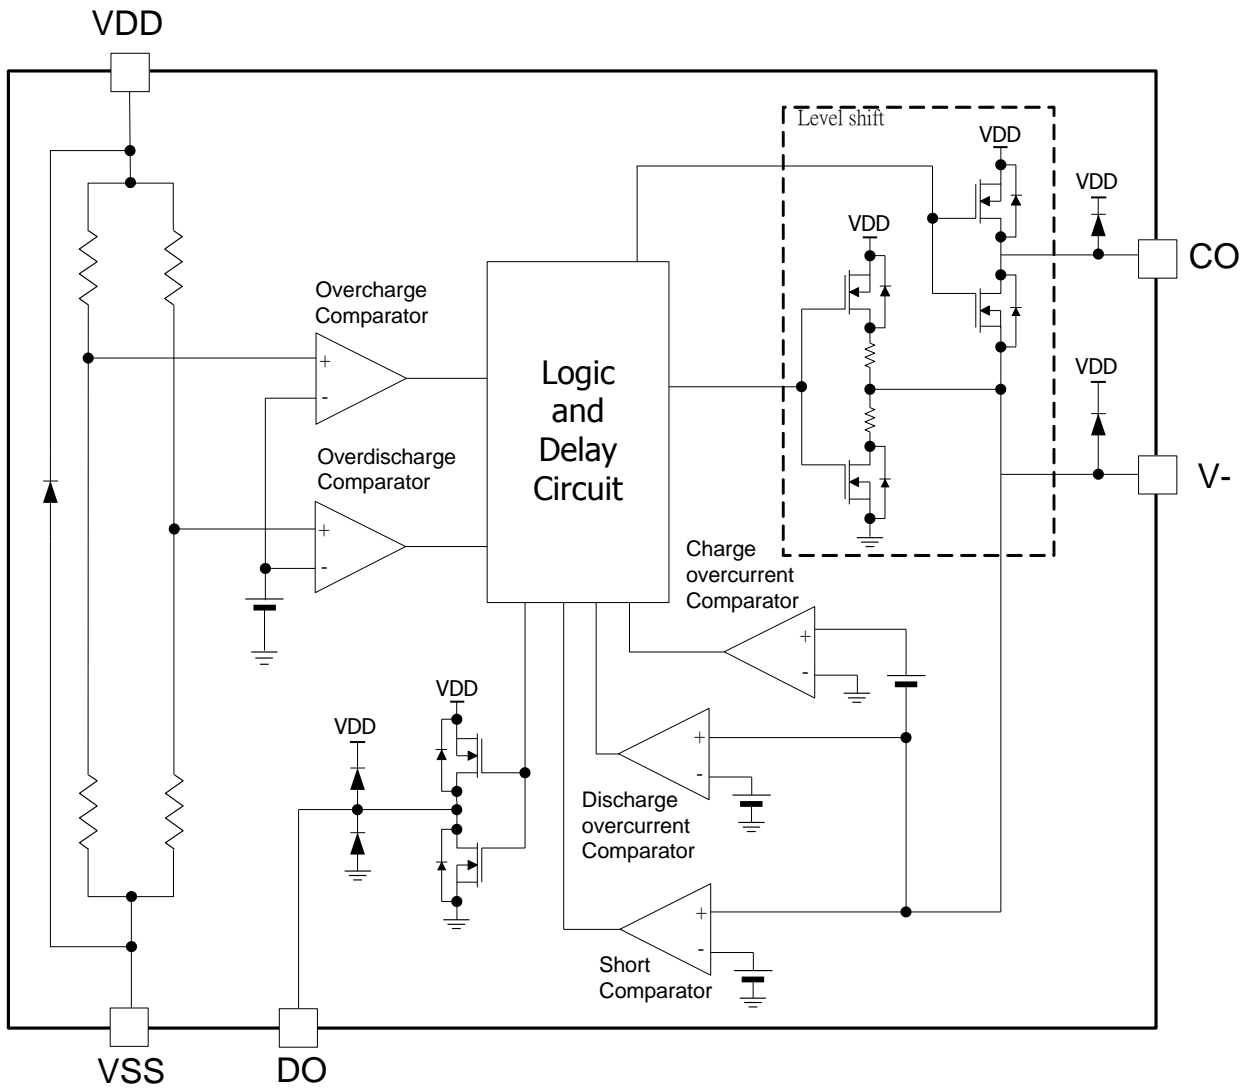 VDD
Level shift
VDD
VDD
VDD
CO
Overcharge
Comparator
+
-
Logic
and
Delay
Circuit
VDD
V-
Overdischarge
Comparator
+
-
Charge
overcurrent
Comparator
+
-
VDD
VDD
+
-
Discharge
overcurrent
Comparator
+
-
Short
Comparator
VSS
DO